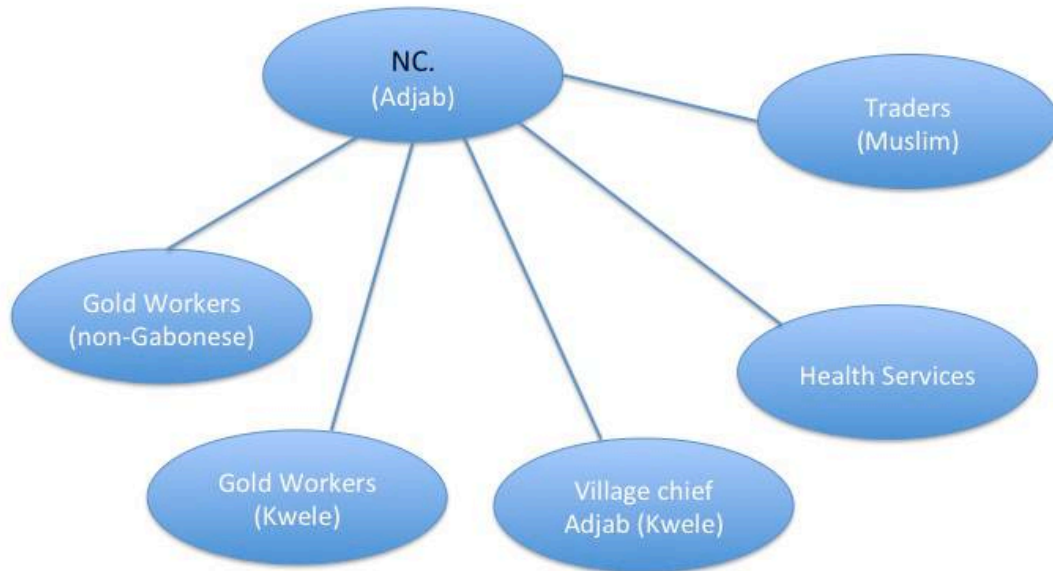 NC.
(Adjab)
Traders
(Muslim)
Gold Workers
(non-Gabonese)
Health Services
Gold Workers
(Kwele)
Village chief
Adjab (Kwele)